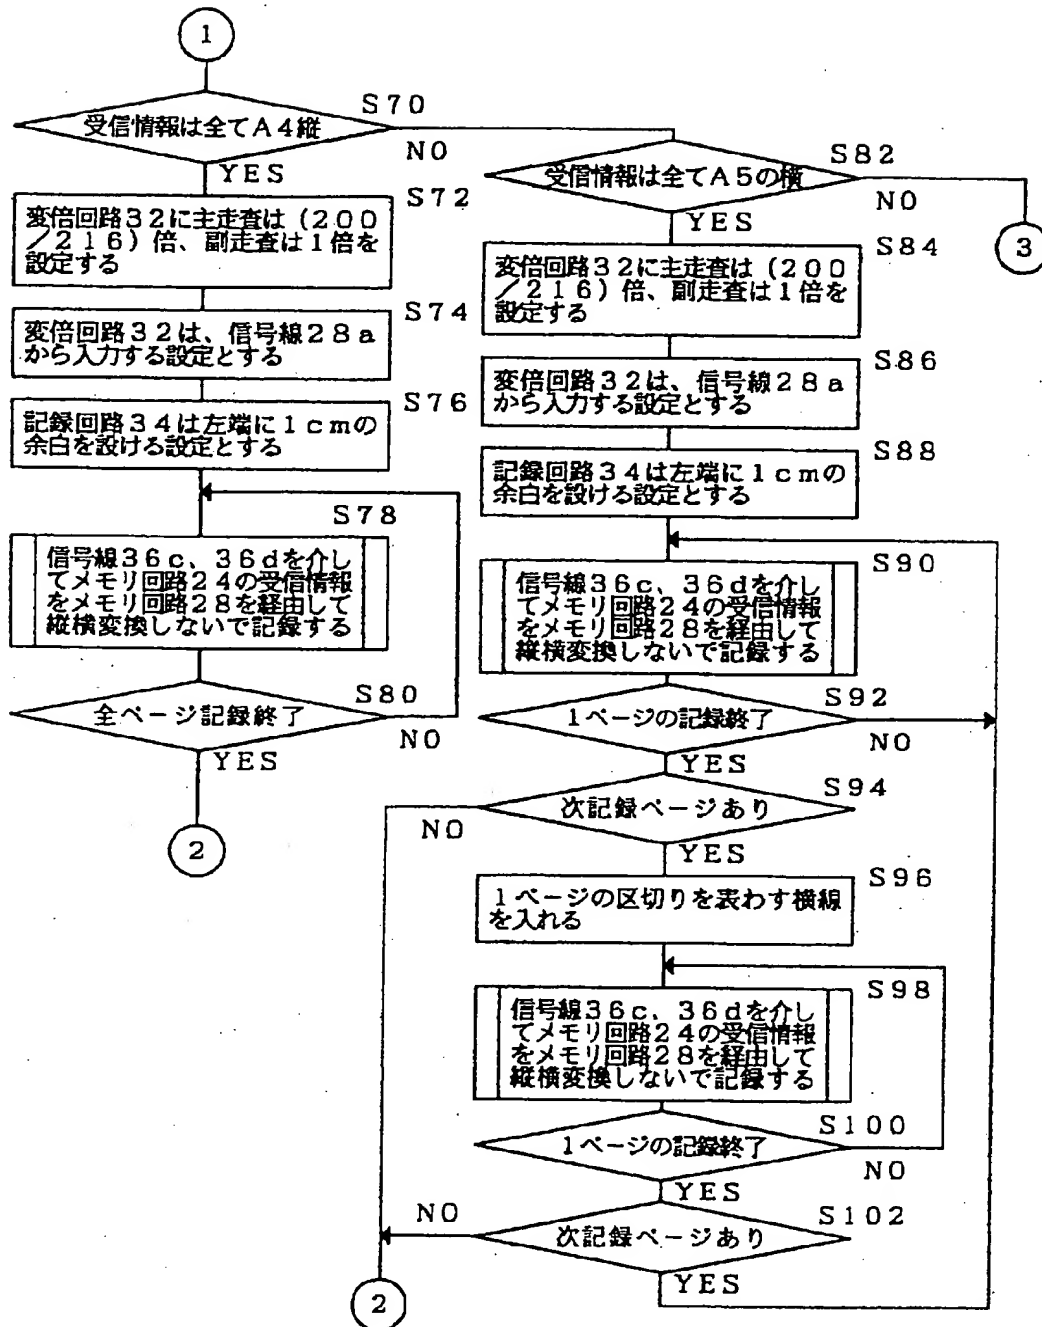 1
S70
受信情報は全てA4縦
NO
YES
S72
変倍回路32に主走査は（200
／216）倍、副走査は1倍を
設定する
S74
変倍回路32は、信号線28a
から入力する設定とする
S76
記録回路34は左端に1cmの
余白を設ける設定とする
S78
信号線36c、36dを介し
てメモリ回路24の受信情報
をメモリ回路28を経由して
縦横変換しないで記録する
S80
全ページ記録終了
NO
YES
2
S82
受信情報は全てA5の横
NO
YES
3
S84
変倍回路32に主走査は（200
／216）倍、副走査は1倍を
設定する
S86
変倍回路32は、信号線28a
から入力する設定とする
S88
記録回路34は左端に1cmの
余白を設ける設定とする
S90
信号線36c、36dを介し
てメモリ回路24の受信情報
をメモリ回路28を経由して
縦横変換しないで記録する
S92
1ページの記録終了
NO
YES
S94
次記録ページあり
NO
YES
S96
1ページの区切りを表わす横線
を入れる
S98
信号線36c、36dを介し
てメモリ回路24の受信情報
をメモリ回路28を経由して
縦横変換しないで記録する
S100
1ページの記録終了
NO
YES
S102
NO
次記録ページあり
YES
2